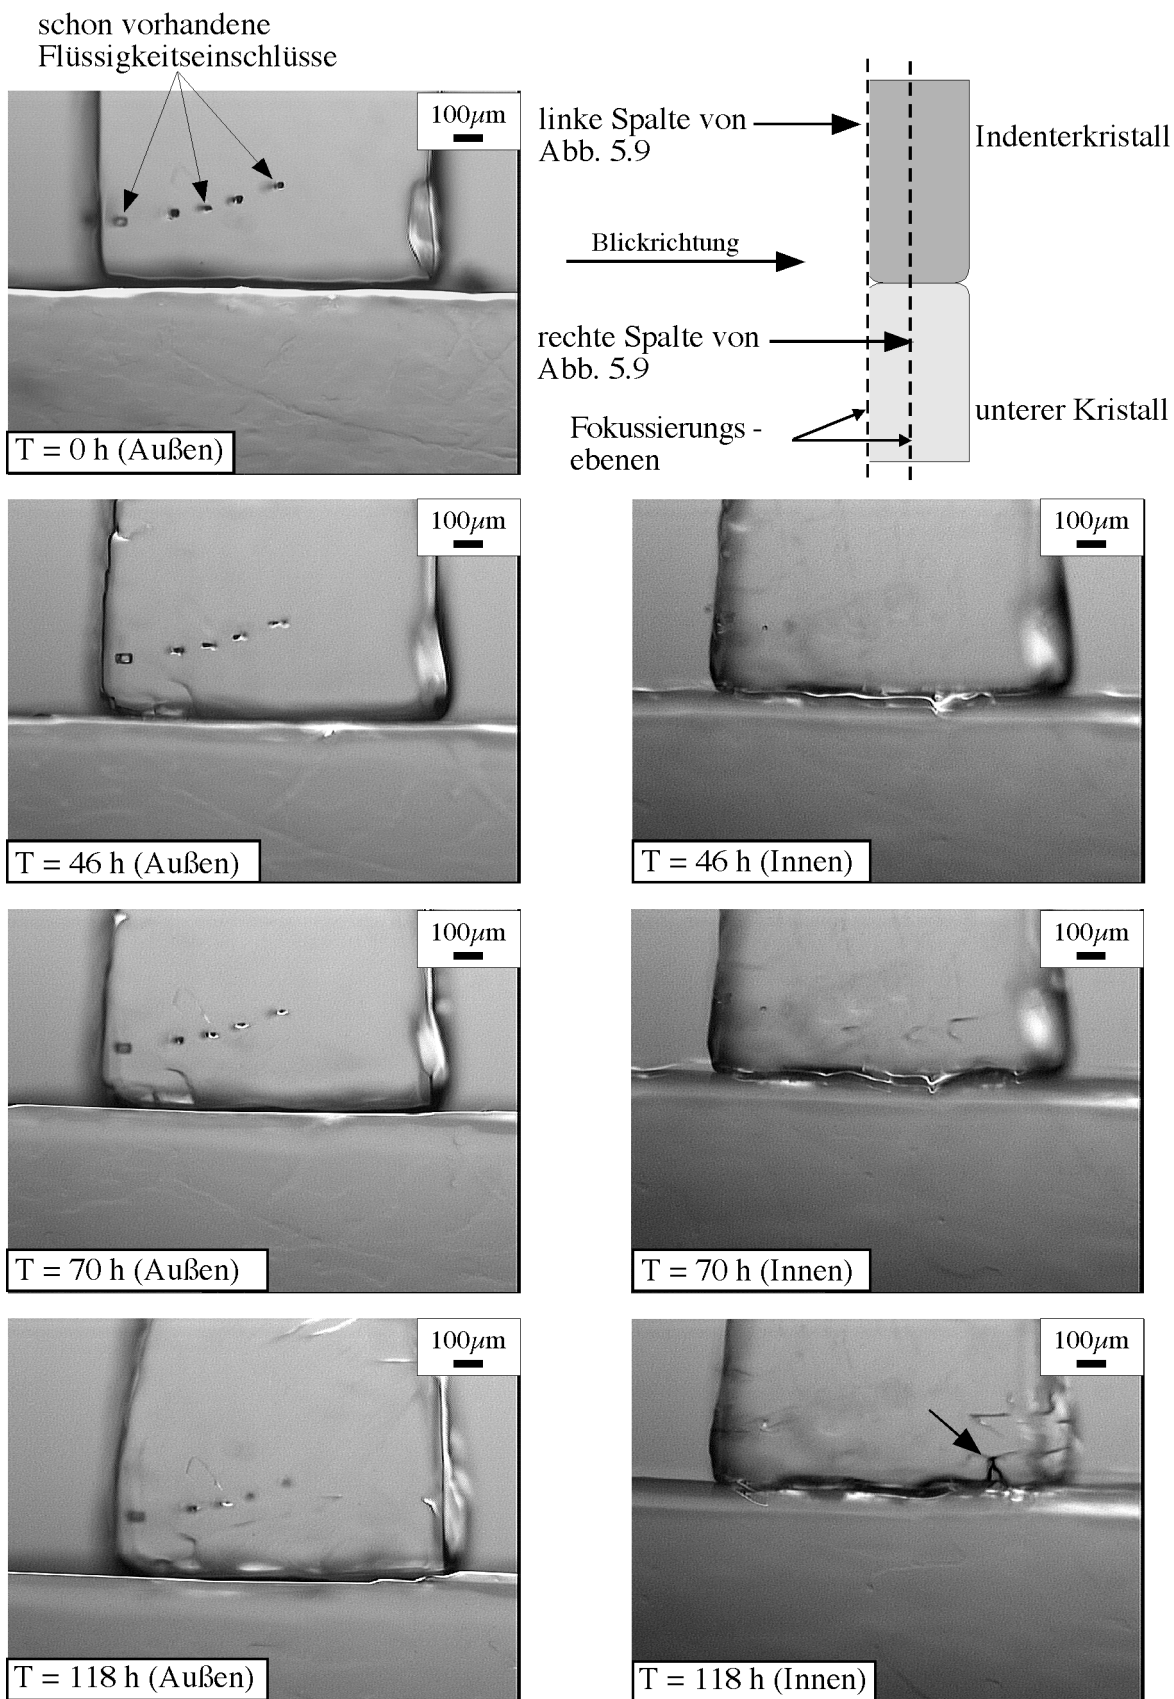 schon vorhandene
Flüssigkeitseinschlüsse
100µm
T = 0 h (Außen)
linke Spalte von
Abb. 5.9
Indenterkristall
Blickrichtung
rechte Spalte von
Abb. 5.9
unterer Kristall
Fokussierungs -
ebenen
100µm
T = 46 h (Außen)
100µm
T = 46 h (Innen)
100µm
T = 70 h (Außen)
100µm
T = 70 h (Innen)
100µm
T = 118 h (Außen)
100µm
T = 118 h (Innen)